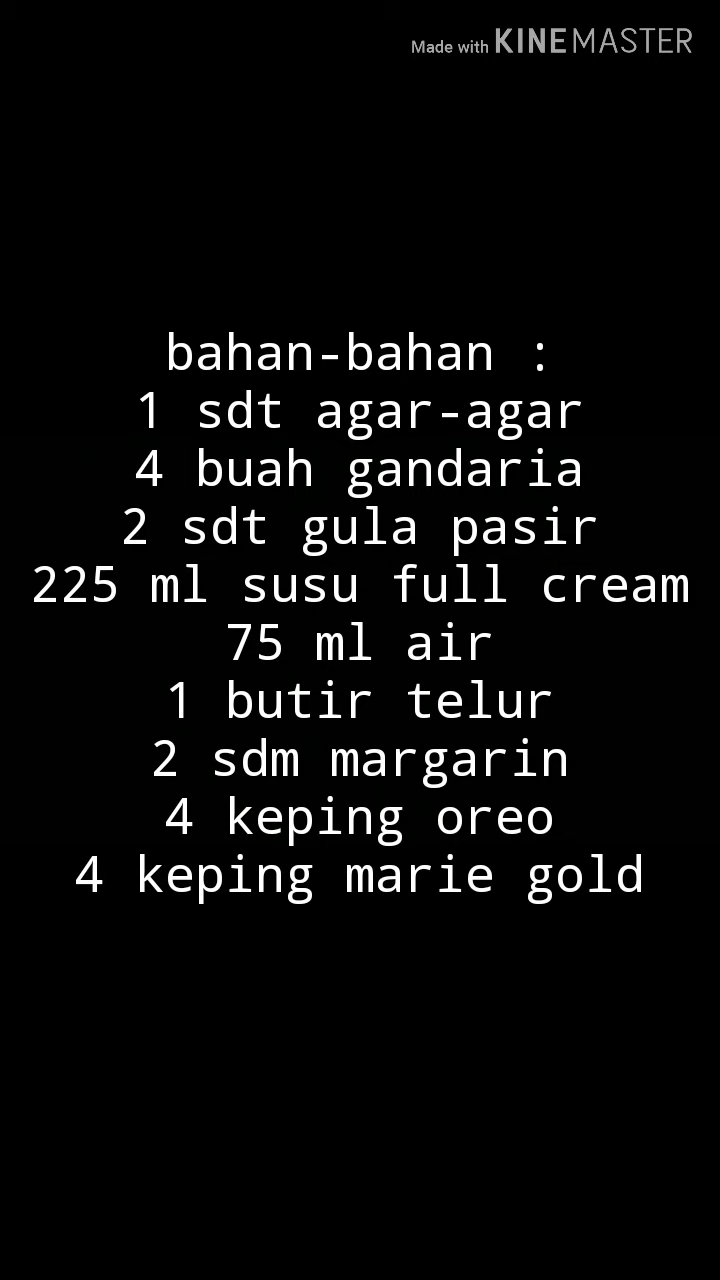 Made with KINEMASTER
bahan-bahan :
1 sdt agar-agar
4 buah gandaria
2 sdt gula pasir
225 ml susu full cream
75 ml air
1 butir telur
2 sdm margarin
4 keping oreo
4 keping marie gold